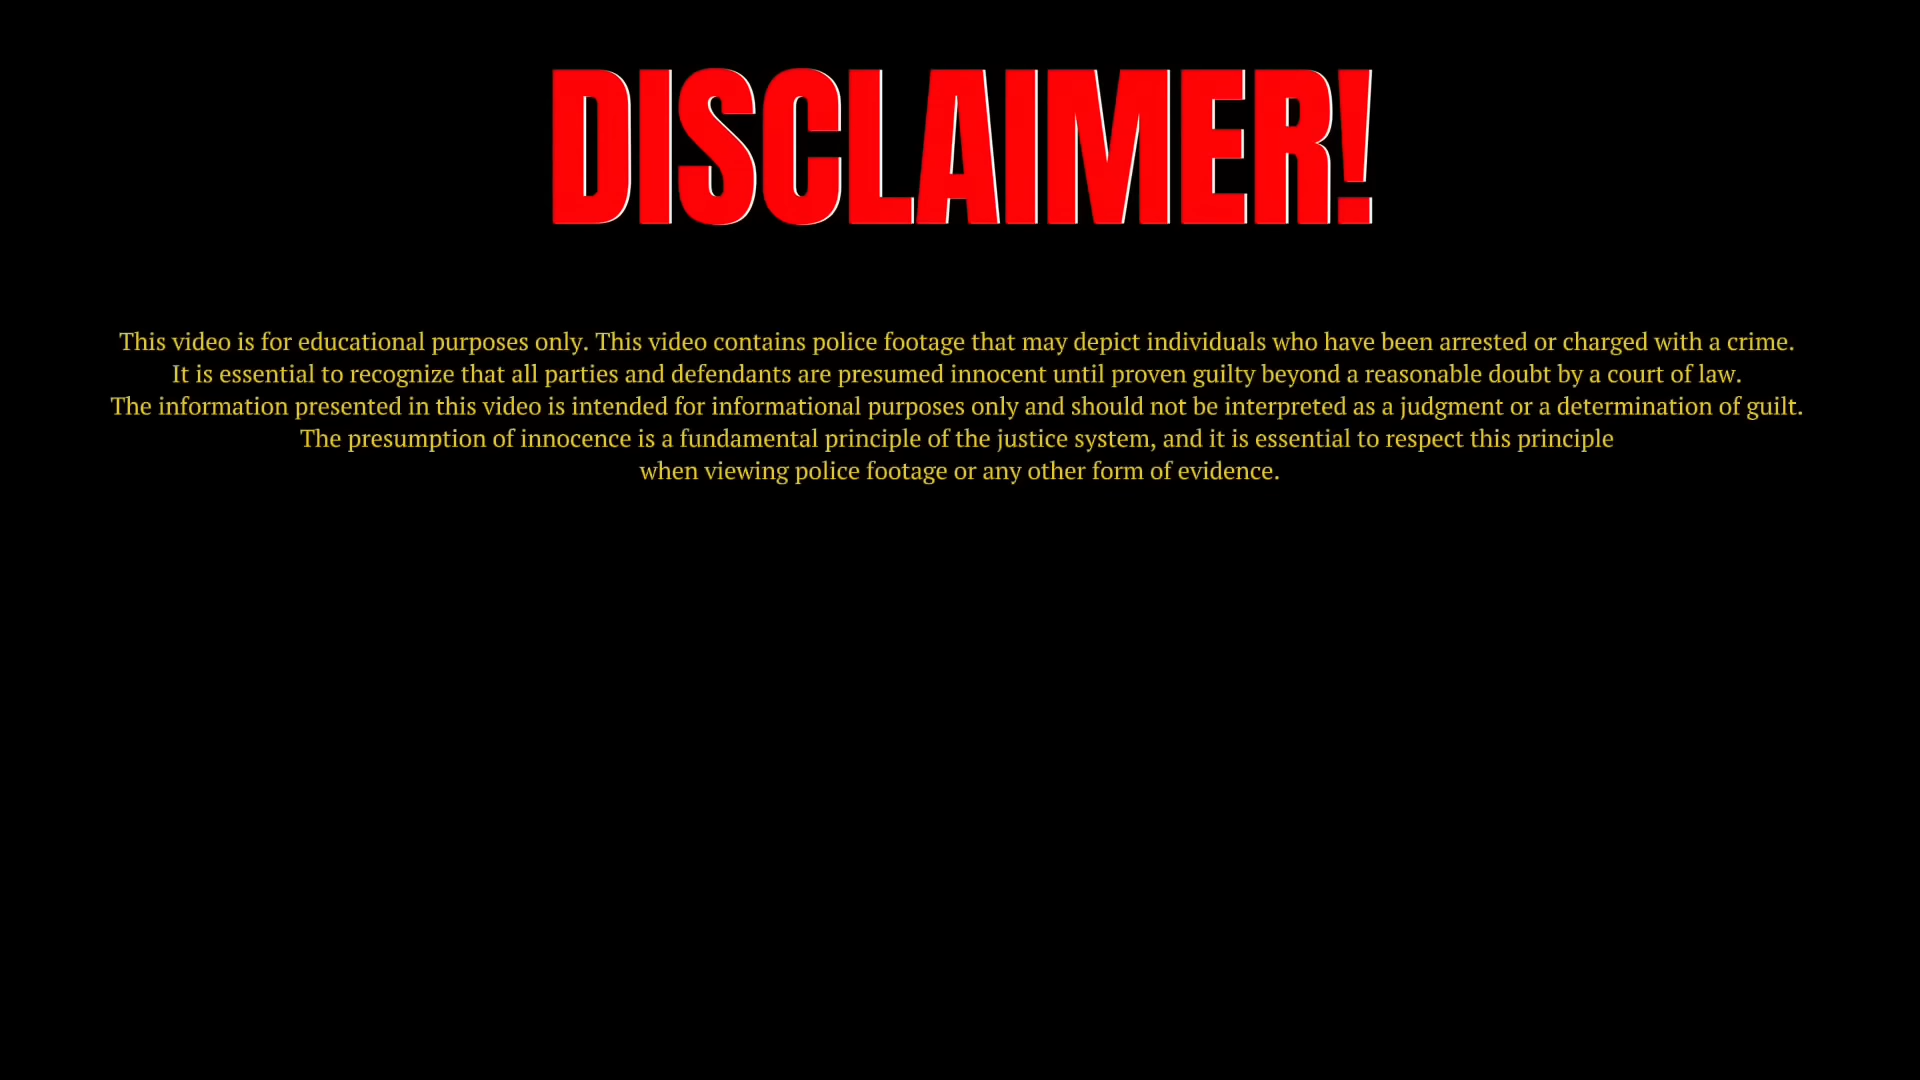 DISCLAIMER!
This video is for educational purposes only. This video contains police footage that may depict individuals who have been arrested or charged with a crime.
It is essential to recognize that all parties and defendants are presumed innocent until proven guilty beyond a reasonable doubt by a court of law.
The information presented in this video is intended for informational purposes only and should not be interpreted as a judgment or a determination of guilt.
The presumption of innocence is a fundamental principle of the justice system, and it is essential to respect this principle
when viewing police footage or any other form of evidence.